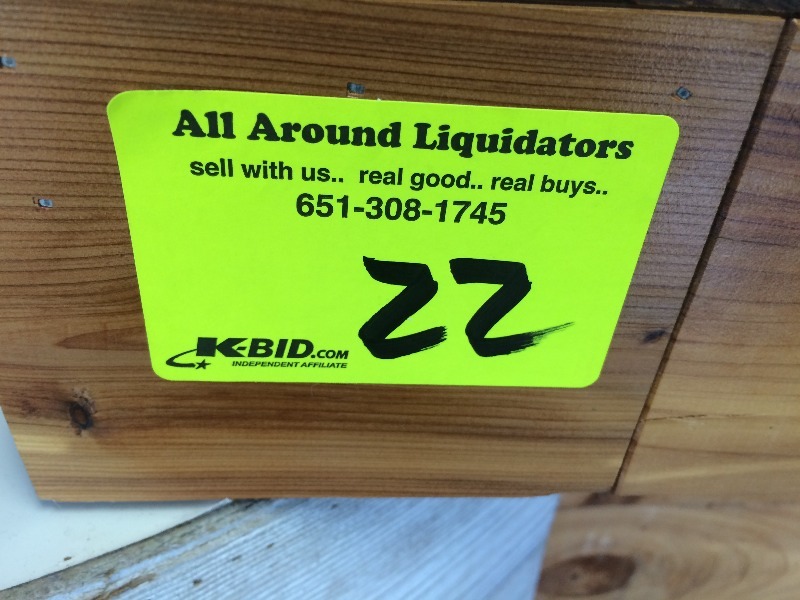 All Around Liquidators
sell with us.. real good.. real buys..
651-308-1745
22
K-BID.COM
INDEPENDENT AFFILIATE